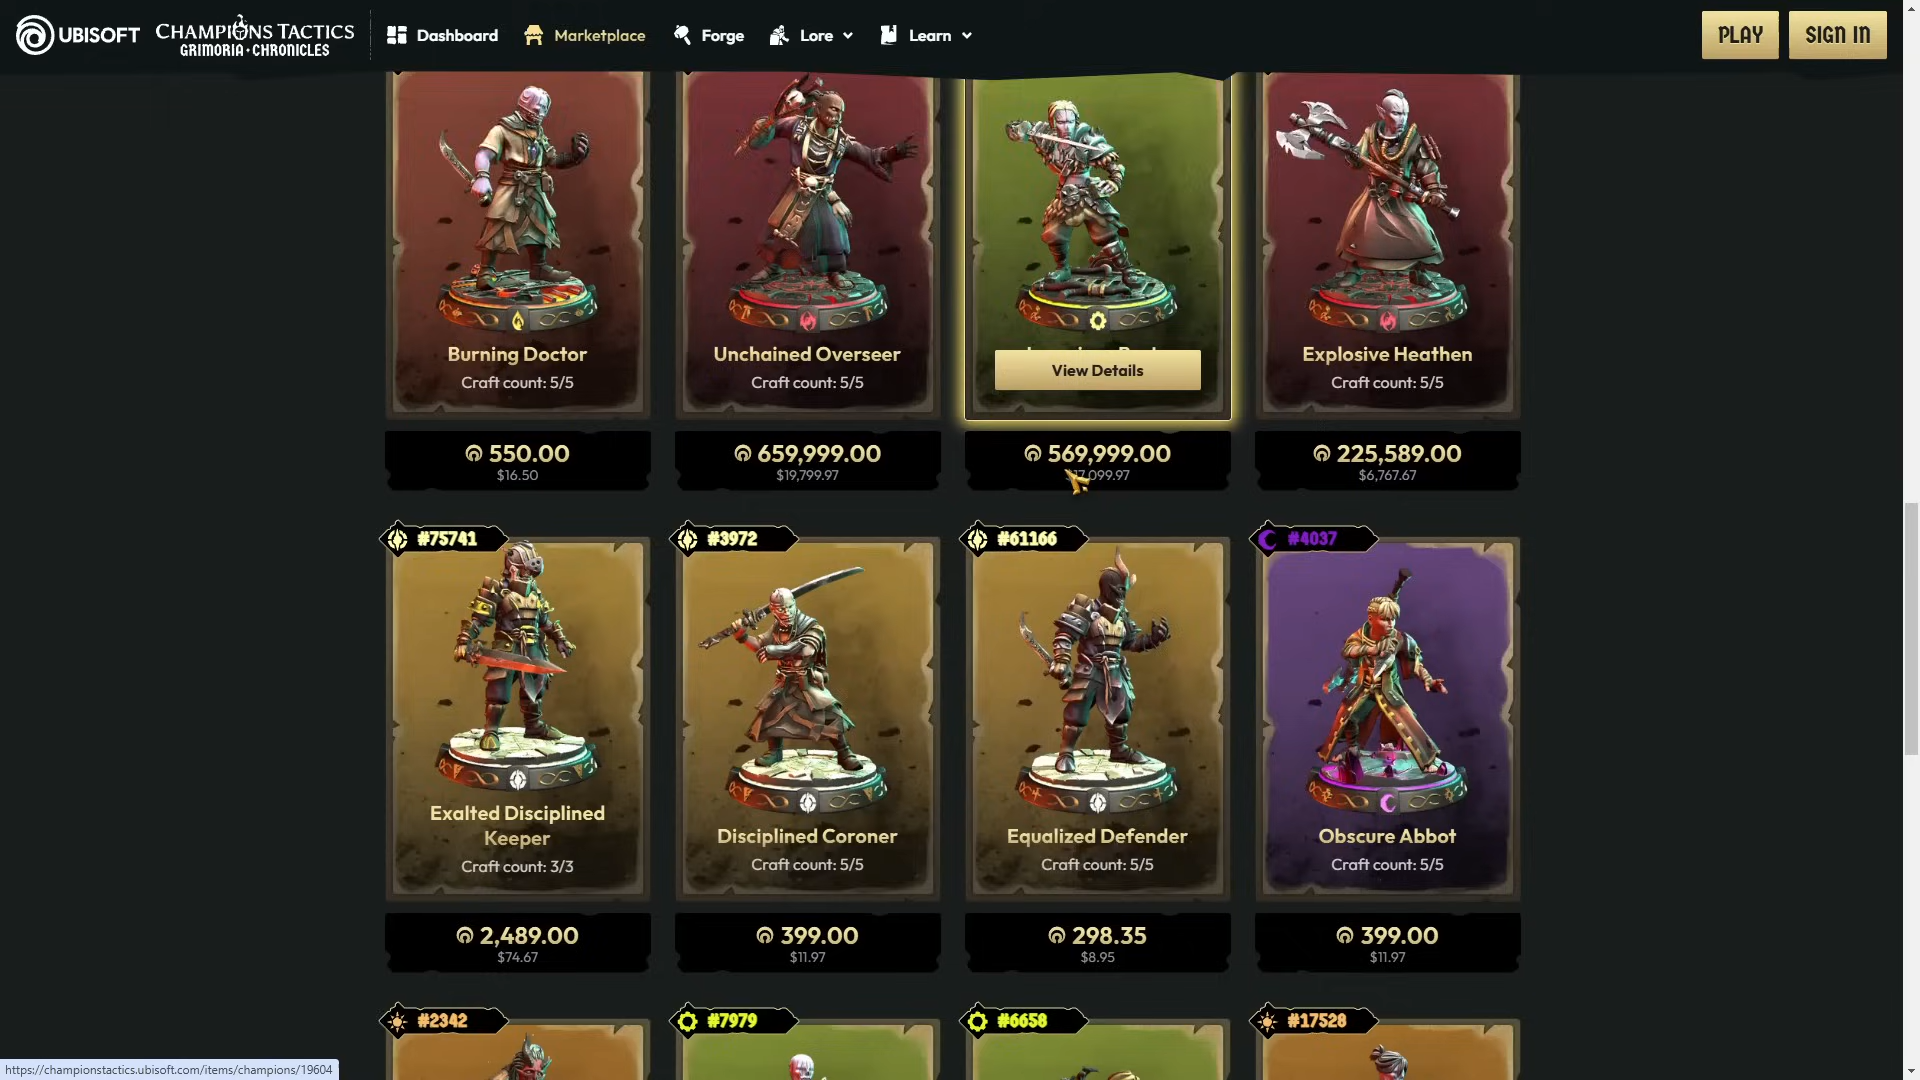 UBISOFT
CHAMPIONS TACTICS
GRIMORIA · CHRONICLES
Dashboard
Marketplace
Forge
Lore
Learn
PLAY
SIGN IN
Burning Doctor
Craft count: 5/5
550.00
$16.50
Unchained Overseer
Craft count: 5/5
659,999.00
$19,799.97
View Details
569,999.00
$17,099.97
Explosive Heathen
Craft count: 5/5
225,589.00
$6,767.67
#75741
Exalted Disciplined
Keeper
Craft count: 3/3
2,489.00
$74.67
#3972
Disciplined Coroner
Craft count: 5/5
399.00
$11.97
#61166
Equalized Defender
Craft count: 5/5
298.35
$8.95
#4037
Obscure Abbot
Craft count: 5/5
399.00
$11.97
#2342
#7979
#6658
#17528
https://championstactics.ubisoft.com/items/champions/19604